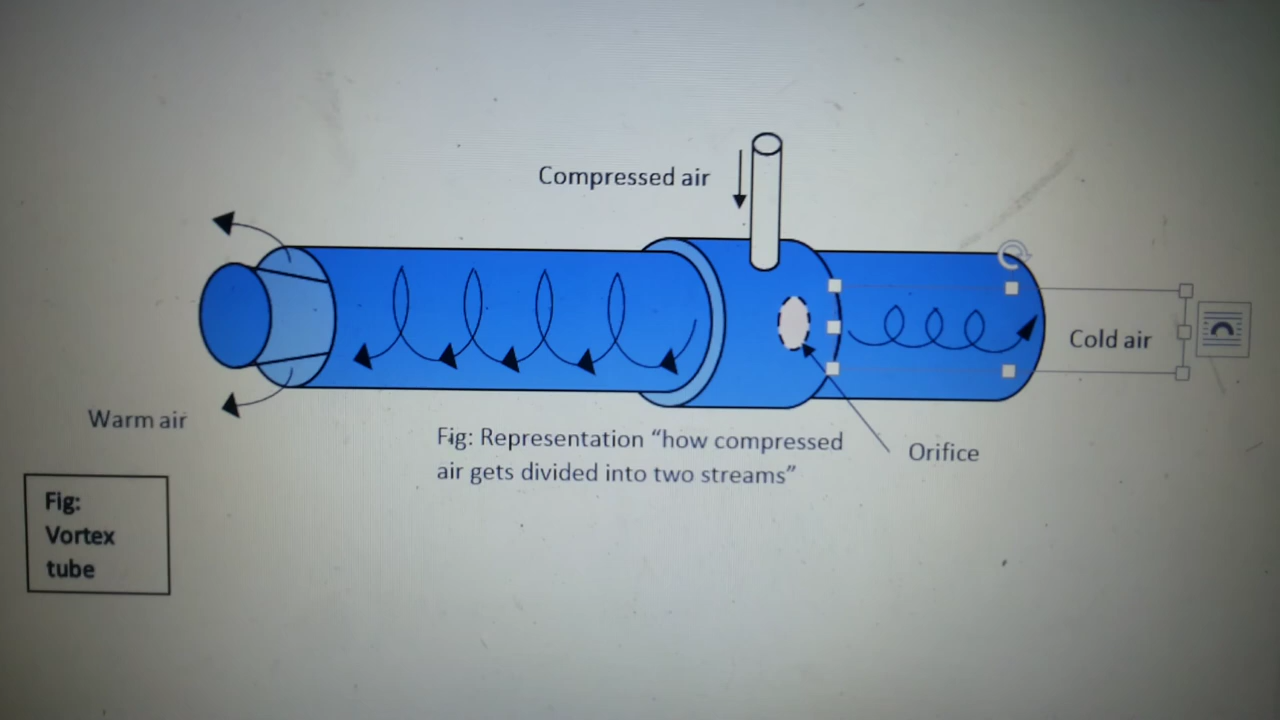 Compressed air
Cold air
Warm air
Fig: Representation “how compressed
air gets divided into two streams”
Orifice
Fig:
Vortex
tube